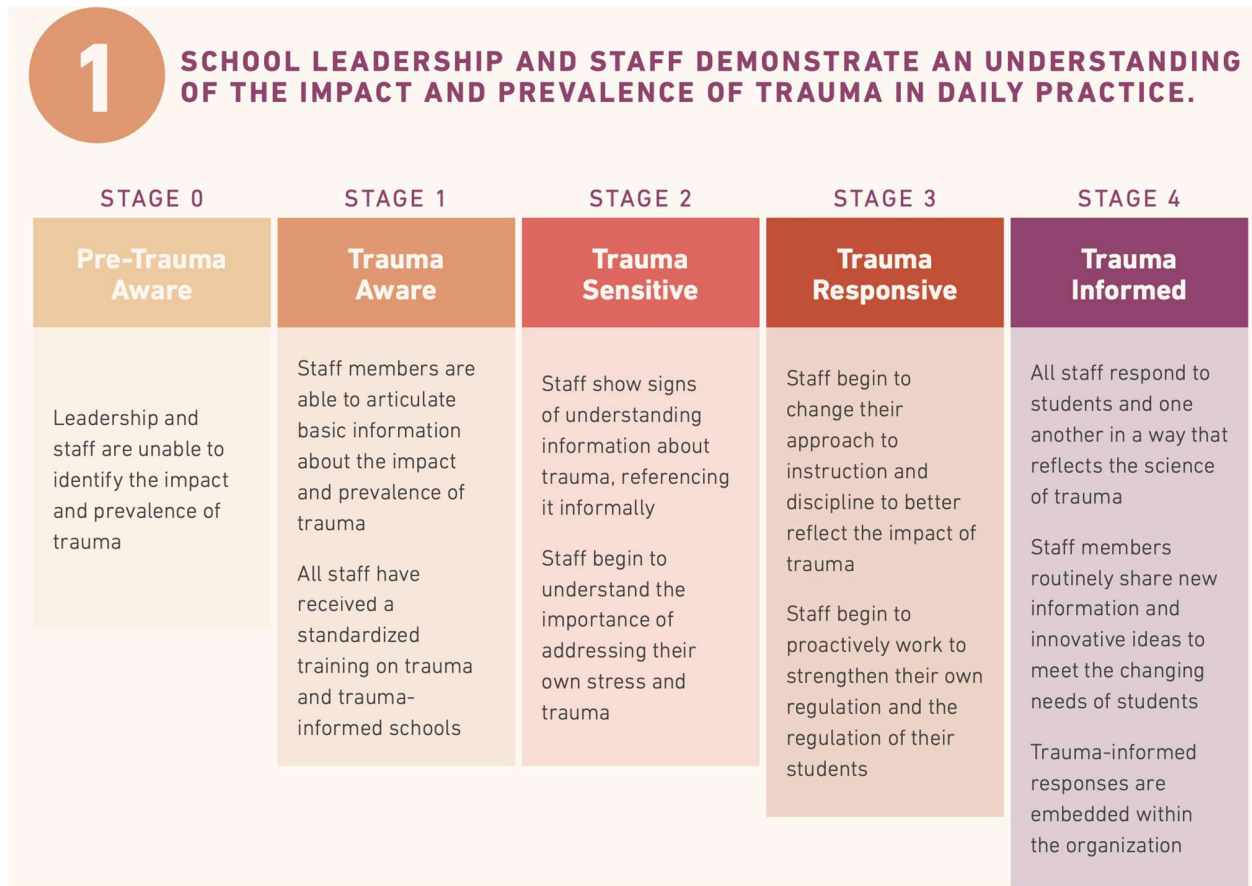 1
SCHOOL LEADERSHIP AND STAFF DEMONSTRATE AN UNDERSTANDING
OF THE IMPACT AND PREVALENCE OF TRAUMA IN DAILY PRACTICE.
STAGE 0
Pre-Trauma
Aware
Leadership and
staff are unable to
identify the impact
and prevalence of
trauma
STAGE 1
Trauma
Aware
Staff members are
able to articulate
basic information
about the impact
and prevalence of
trauma
All staff have
received a
standardized
training on trauma
and trauma-
informed schools
STAGE 2
Trauma
Sensitive
Staff show signs
of understanding
information about
trauma, referencing
it informally
Staff begin to
understand the
importance of
addressing their
own stress and
trauma
STAGE 3
Trauma
Responsive
Staff begin to
change their
approach to
instruction and
discipline to better
reflect the impact of
trauma
Staff begin to
proactively work to
strengthen their own
regulation and the
regulation of their
students
STAGE 4
Trauma
Informed
All staff respond to
students and one
another in a way that
reflects the science
of trauma
Staff members
routinely share new
information and
innovative ideas to
meet the changing
needs of students
Trauma-informed
responses are
embedded within
the organization